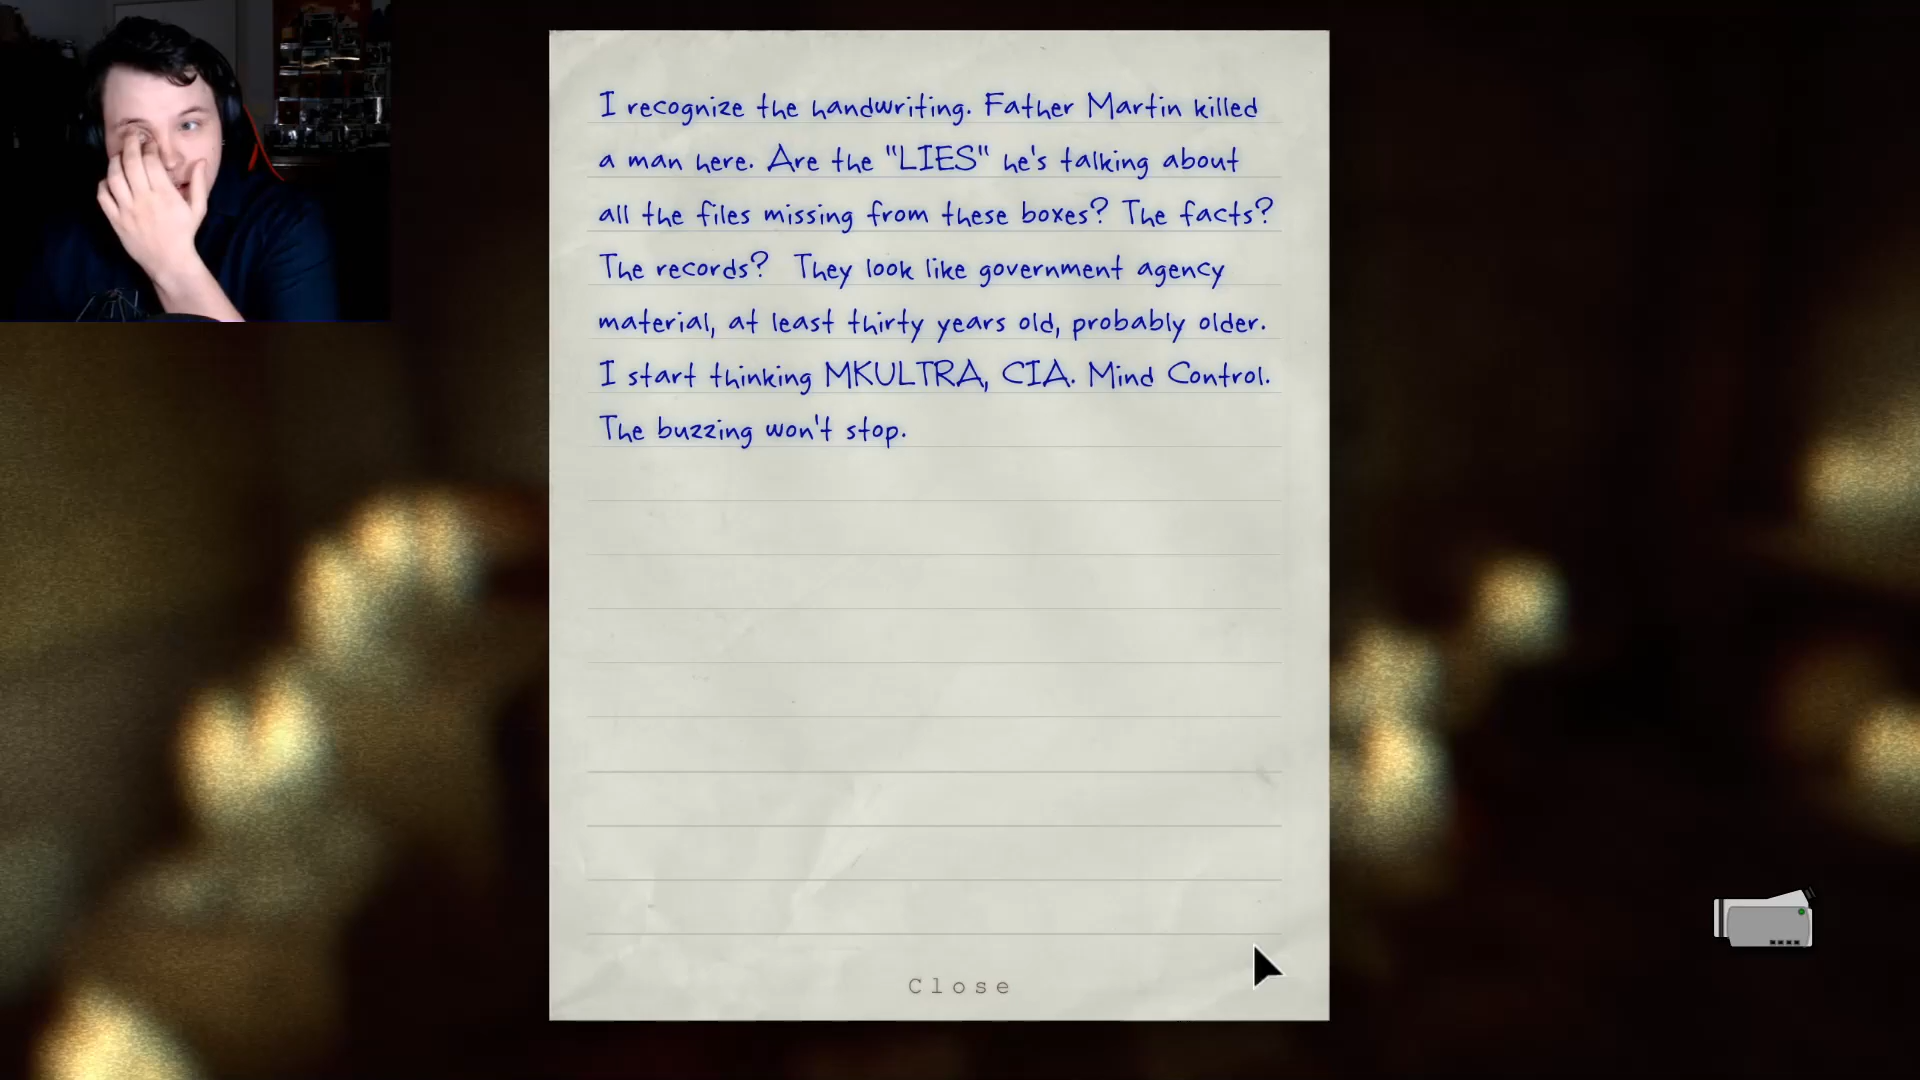 I recognize the handwriting. Father Martin killed
a man here. Are the "LIES" he's talking about
all the files missing from these boxes? The facts?
The records? They look like government agency
material, at least thirty years old, probably older.
I start thinking MKULTRA, CIA. Mind Control.
The buzzing won't stop.
Close